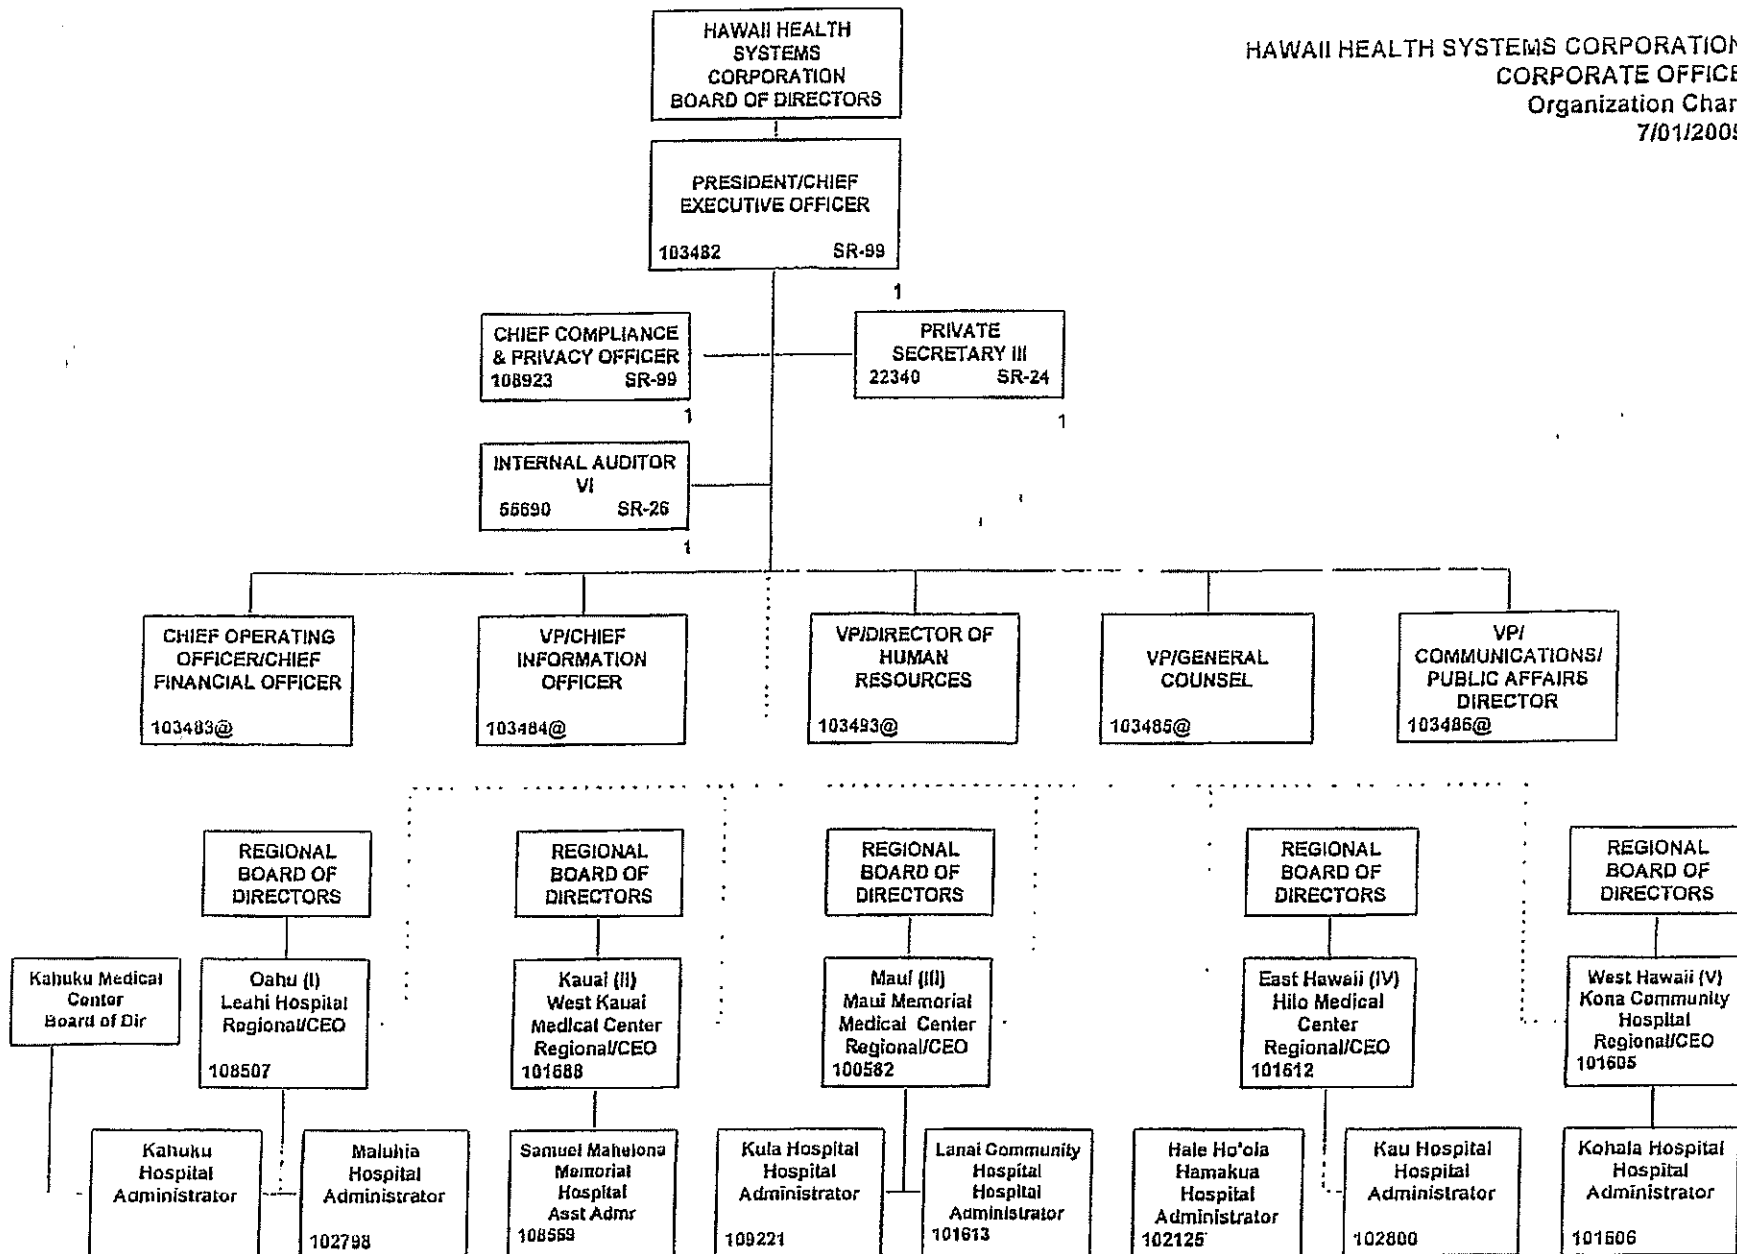 HAWAII HEALTH SYSTEMS CORPORATION
CORPORATE OFFICE
Organization Chart
7/01/2009
HAWAII HEALTH
SYSTEMS
CORPORATION
BOARD OF DIRECTORS
PRESIDENT/CHIEF
EXECUTIVE OFFICER
103482 SR-99
1
CHIEF COMPLIANCE
& PRIVACY OFFICER
108923 SR-99
1
PRIVATE
SECRETARY III
22340 SR-24
1
INTERNAL AUDITOR
VI
55690 SR-26
1
CHIEF OPERATING
OFFICER/CHIEF
FINANCIAL OFFICER
103483@
VP/CHIEF
INFORMATION
OFFICER
103484@
VP/DIRECTOR OF
HUMAN
RESOURCES
103493@
VP/GENERAL
COUNSEL
103485@
VP/
COMMUNICATIONS/
PUBLIC AFFAIRS
DIRECTOR
103486@
REGIONAL
BOARD OF
DIRECTORS
REGIONAL
BOARD OF
DIRECTORS
REGIONAL
BOARD OF
DIRECTORS
REGIONAL
BOARD OF
DIRECTORS
REGIONAL
BOARD OF
DIRECTORS
Kahuku Medical
Center
Board of Dir
Oahu (I)
Leahi Hospital
Regional/CEO
108507
Kauai (II)
West Kauai
Medical Center
Regional/CEO
101688
Maui (III)
Maui Memorial
Medical Center
Regional/CEO
100582
East Hawaii (IV)
Hilo Medical
Center
Regional/CEO
101612
West Hawaii (V)
Kona Community
Hospital
Regional/CEO
101605
Kahuku
Hospital
Administrator
Maluhia
Hospital
Administrator
102798
Samuel Mahelona
Memorial
Hospital
Asst Admr
108559
Kula Hospital
Hospital
Administrator
109221
Lanai Community
Hospital
Hospital
Administrator
101613
Hale Ho'ola
Hamakua
Hospital
Administrator
102125
Kau Hospital
Hospital
Administrator
102800
Kohala Hospital
Hospital
Administrator
101606